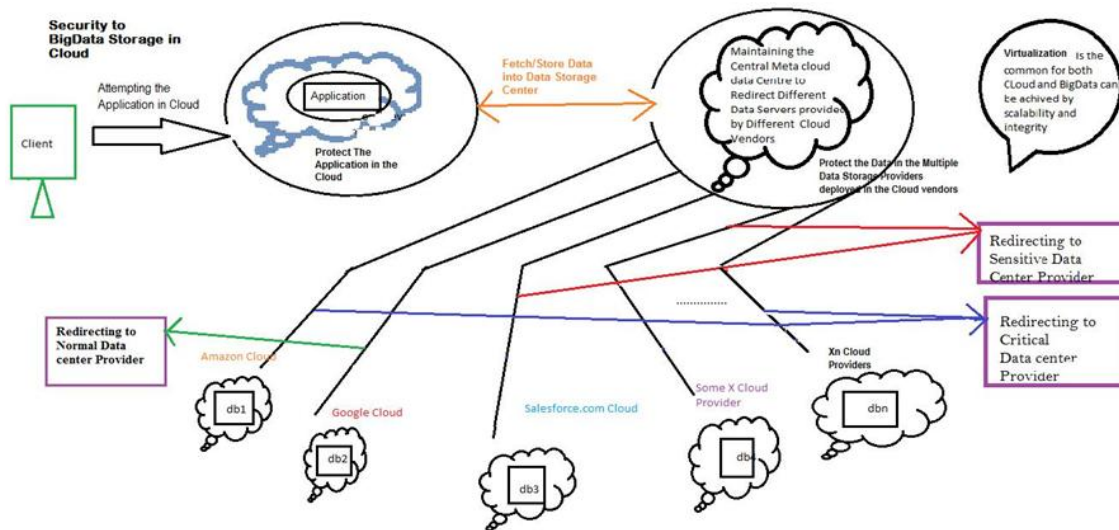 Security to
BigData Storage in
Cloud
Attempting the
Application in Cloud
Client
Application
Protect The
Application in the
Cloud
Fetch/Store Data
into Data Storage
Center
Maintaining the
Central Meta cloud
data Centre to
Redirect Different
Data Servers provided
by Different Cloud
Vendors
Protect the Data in the Multiple
Data Storage Providers
deployed in the Cloud vendors
Virtualization Is the
common for both
CLoud and BigData can
be achived by
scalability and
integrity
Redirecting to
Sensitive Data
Center Provider
Redirecting to
Critical
Data center
Provider
Redirecting to
Normal Data
center Provider
Amazon Cloud
db1
Google Cloud
db2
Salesforce.com Cloud
db3
Some X Cloud
Provider
db4
..............
Xn Cloud
Providers
dbn